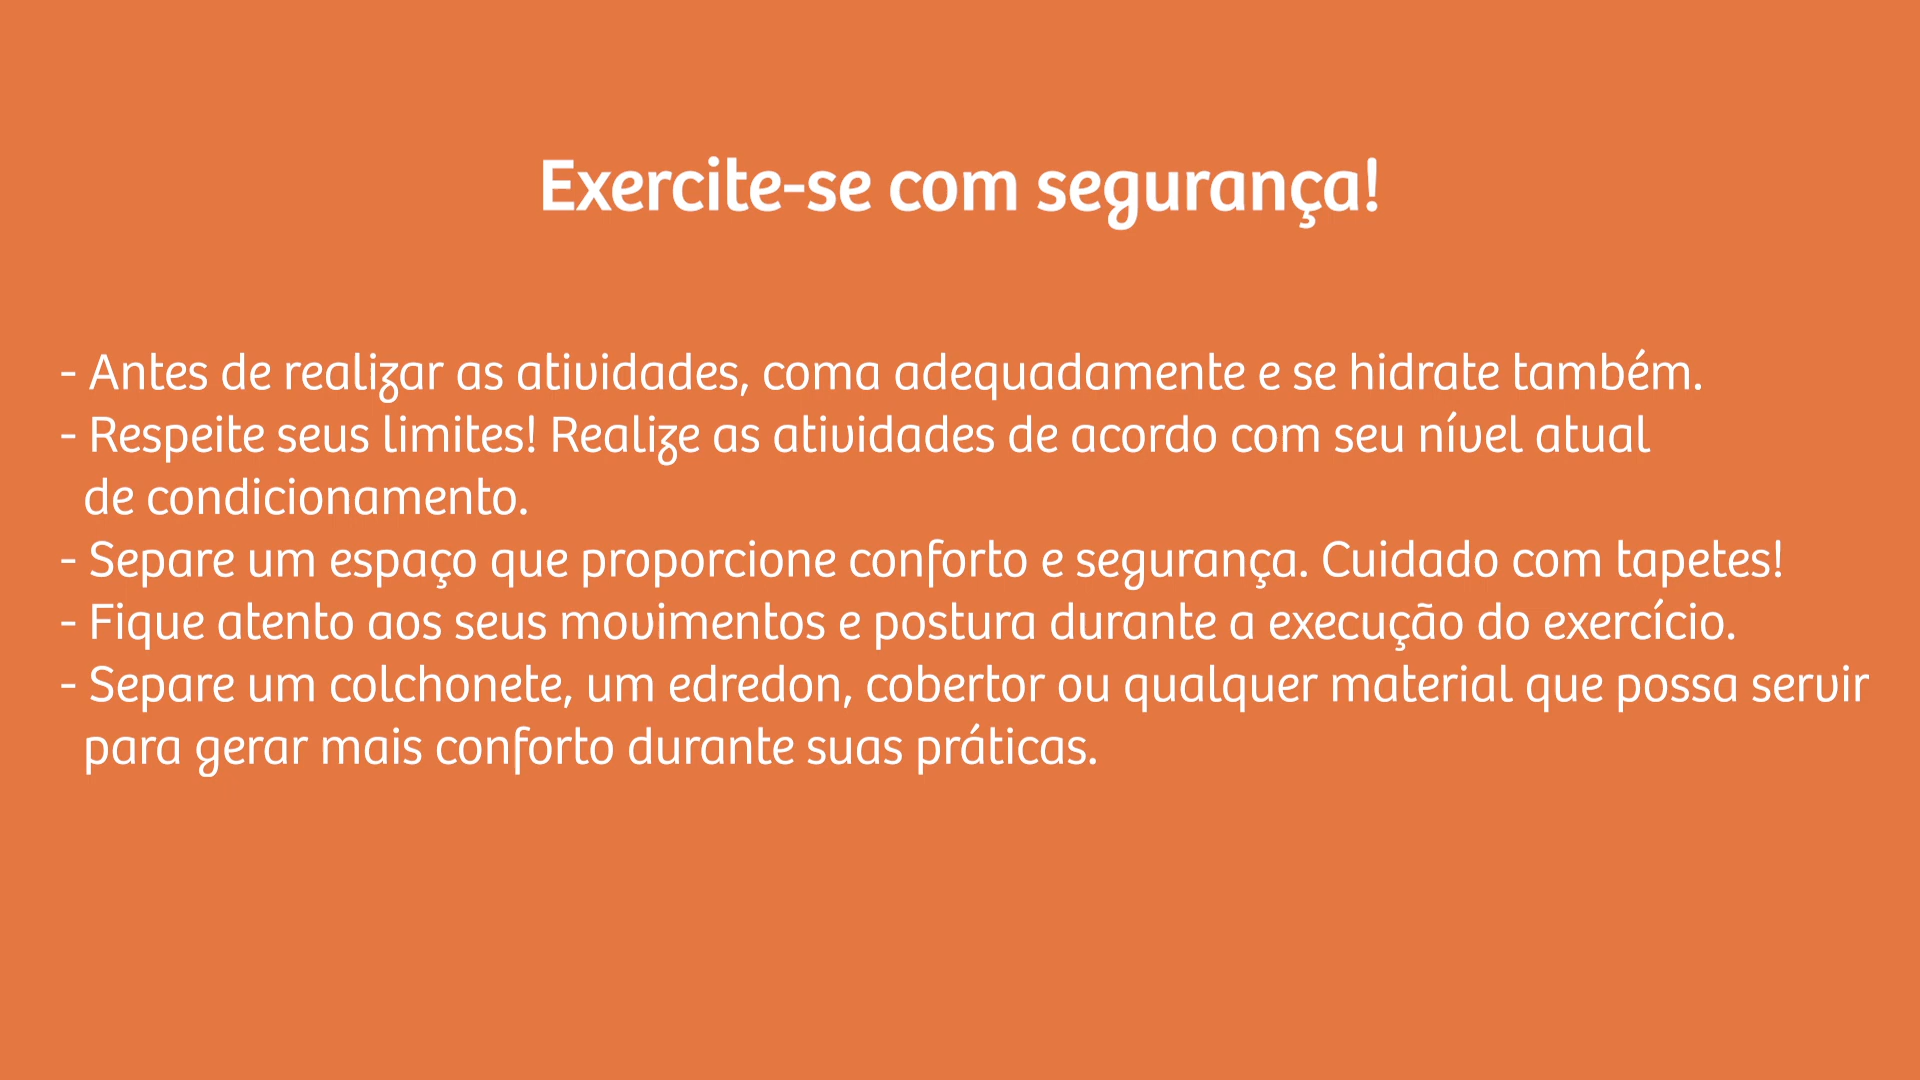 Exercite-se com segurança!
- Antes de realizar as atividades, coma adequadamente e se hidrate também.
- Respeite seus limites! Realize as atividades de acordo com seu nível atual
de condicionamento.
- Separe um espaço que proporcione conforto e segurança. Cuidado com tapetes!
- Fique atento aos seus movimentos e postura durante a execução do exercício.
- Separe um colchonete, um edredon, cobertor ou qualquer material que possa servir
para gerar mais conforto durante suas práticas.